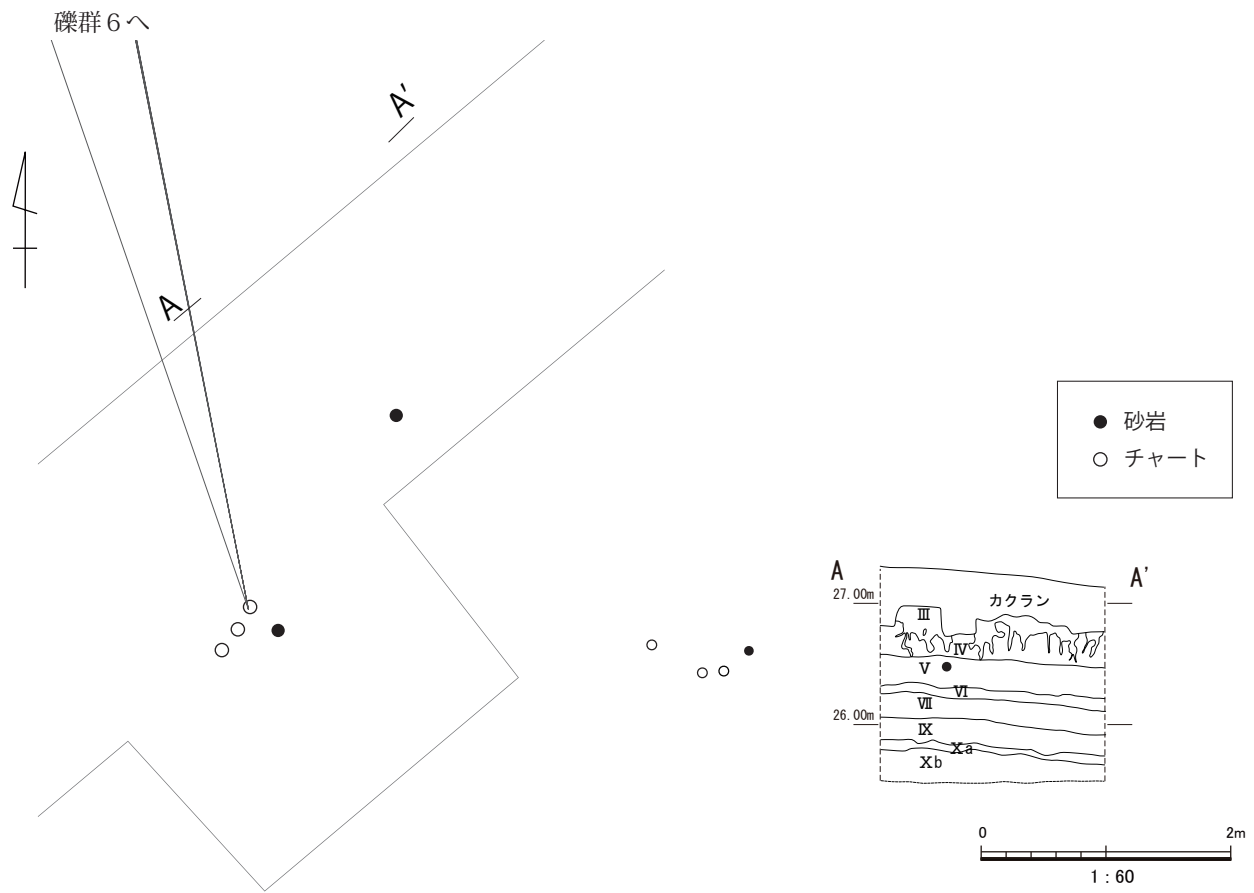 礫群６へ
A'
A
● 砂岩
○ チャート
A
A'
27.00m
カクラン
Ⅲ
Ⅳ
Ⅴ
Ⅵ
Ⅶ
26.00m
Ⅸ
Ⅹa
Ⅹb
0 2m
1：60